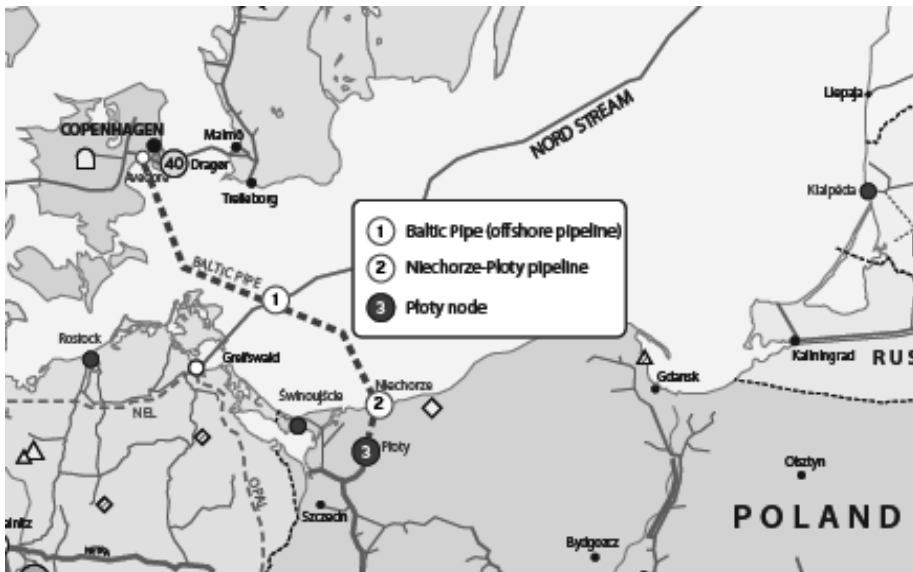 COPENHAGEN
Malmö
40
Dragør
Avedøre
Trelleborg
NORD STREAM
Liepaja
Klaipėda
1 Baltic Pipe (offshore pipeline)
2 Niechorze-Płoty pipeline
3 Płoty node
BALTIC PIPE
1
Rostock
Greifswald
Niechorze
2
Świnoujście
NEL
3
Płoty
OPAL
Szczecin
Gdansk
Kaliningrad
RUS
Olsztyn
POLAND
Bydgoszcz